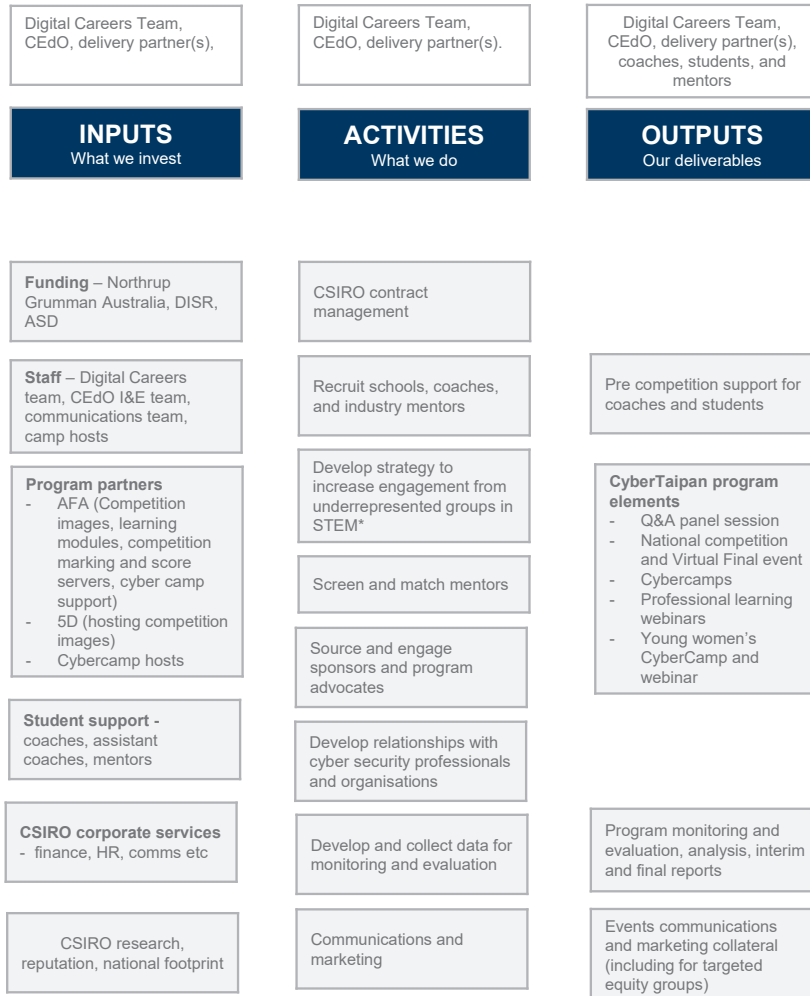 Digital Careers Team,
CEdO, delivery partner(s),
Digital Careers Team,
CEdO, delivery partner(s).
Digital Careers Team,
CEdO, delivery partner(s),
coaches, students, and
mentors
INPUTS
What we invest
ACTIVITIES
What we do
OUTPUTS
Our deliverables
Funding – Northrup
Grumman Australia, DISR,
ASD
Staff – Digital Careers
team, CEdO I&E team,
communications team,
camp hosts
Program partners
- AFA (Competition
images, learning
modules, competition
marking and score
servers, cyber camp
support)
- 5D (hosting competition
images)
- Cybercamp hosts
Student support -
coaches, assistant
coaches, mentors
CSIRO corporate services
- finance, HR, comms etc
CSIRO research,
reputation, national footprint
CSIRO contract
management
Recruit schools, coaches,
and industry mentors
Develop strategy to
increase engagement from
underrepresented groups in
STEM*
Screen and match mentors
Source and engage
sponsors and program
advocates
Develop relationships with
cyber security professionals
and organisations
Develop and collect data for
monitoring and evaluation
Communications and
marketing
Pre competition support for
coaches and students
CyberTaipan program
elements
- Q&A panel session
- National competition
and Virtual Final event
- Cybercamps
- Professional learning
webinars
- Young women's
CyberCamp and
webinar
Program monitoring and
evaluation, analysis, interim
and final reports
Events communications
and marketing collateral
(including for targeted
equity groups)